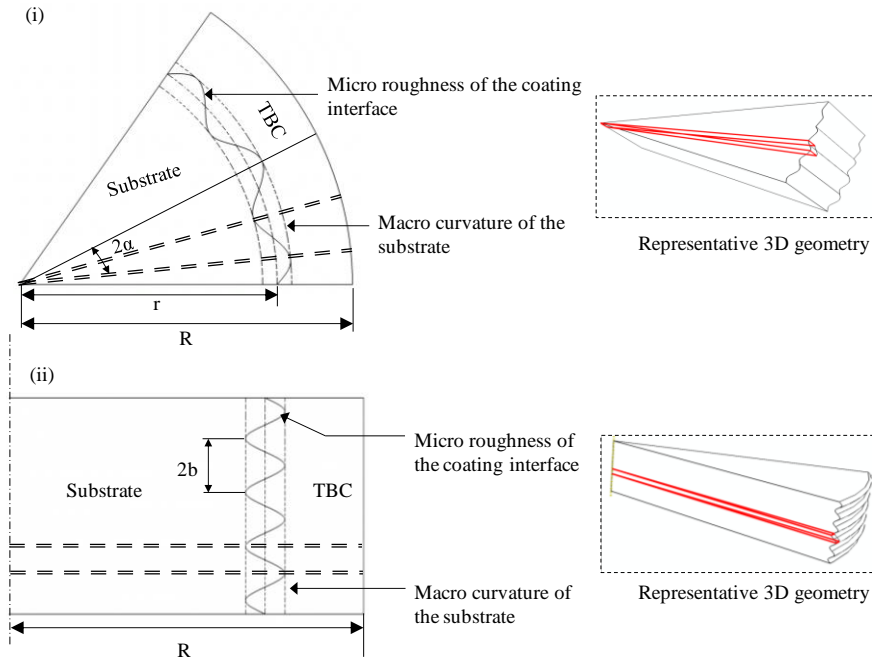 (i)
Micro roughness of the coating
interface
TBC
Substrate
Macro curvature of the
substrate
2α
r
R
Representative 3D geometry
(ii)
Micro roughness of
the coating interface
2b
Substrate
TBC
Macro curvature of
the substrate
R
Representative 3D geometry